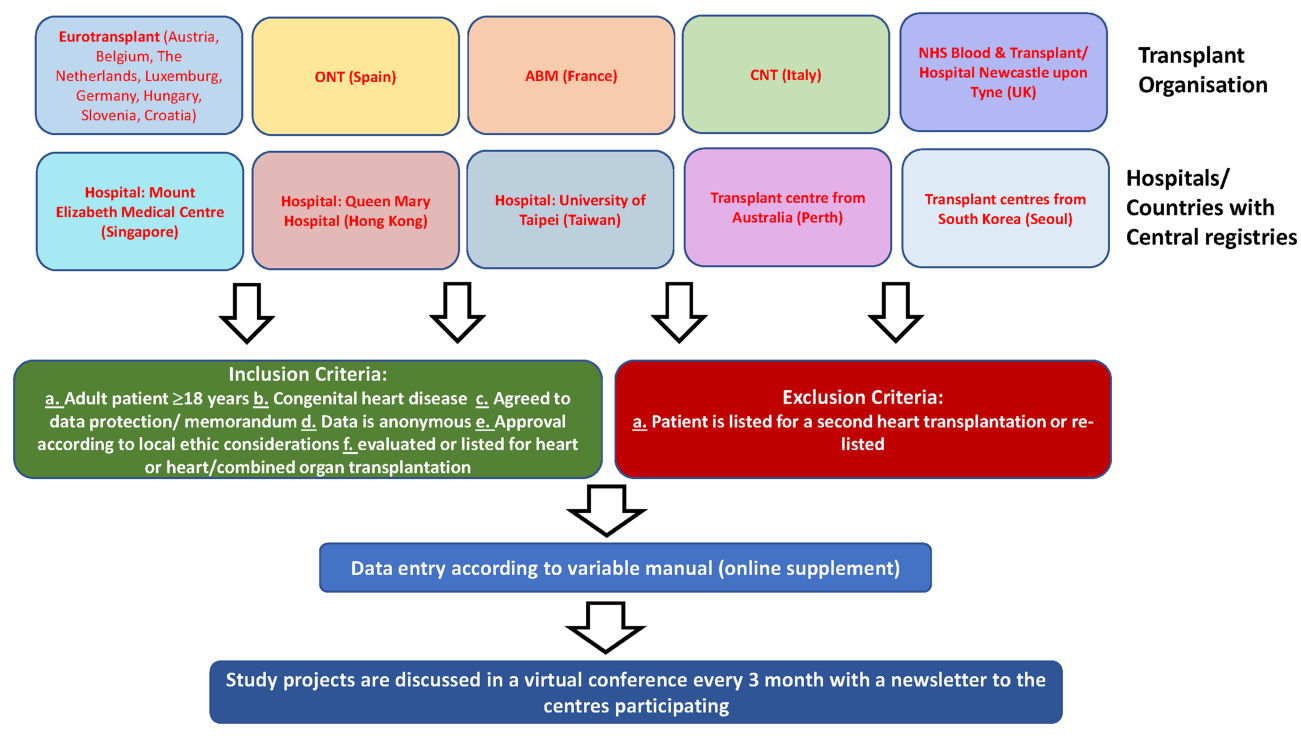 Eurotransplant (Austria,
Belgium, The
Netherlands, Luxemburg,
Germany, Hungary,
Slovenia, Croatia)
ONT (Spain)
ABM (France)
CNT (Italy)
NHS Blood & Transplant/
Hospital Newcastle upon
Tyne (UK)
Transplant
Organisation
Hospital: Mount
Elizabeth Medical Centre
(Singapore)
Hospital: Queen Mary
Hospital (Hong Kong)
Hospital: University of
Taipei (Taiwan)
Transplant centre from
Australia (Perth)
Transplant centres from
South Korea (Seoul)
Hospitals/
Countries with
Central registries
Inclusion Criteria:
a. Adult patient ≥18 years b. Congenital heart disease c. Agreed to
data protection/ memorandum d. Data is anonymous e. Approval
according to local ethic considerations f. evaluated or listed for heart
or heart/combined organ transplantation
Exclusion Criteria:
a. Patient is listed for a second heart transplantation or re-
listed
Data entry according to variable manual (online supplement)
Study projects are discussed in a virtual conference every 3 month with a newsletter to the
centres participating